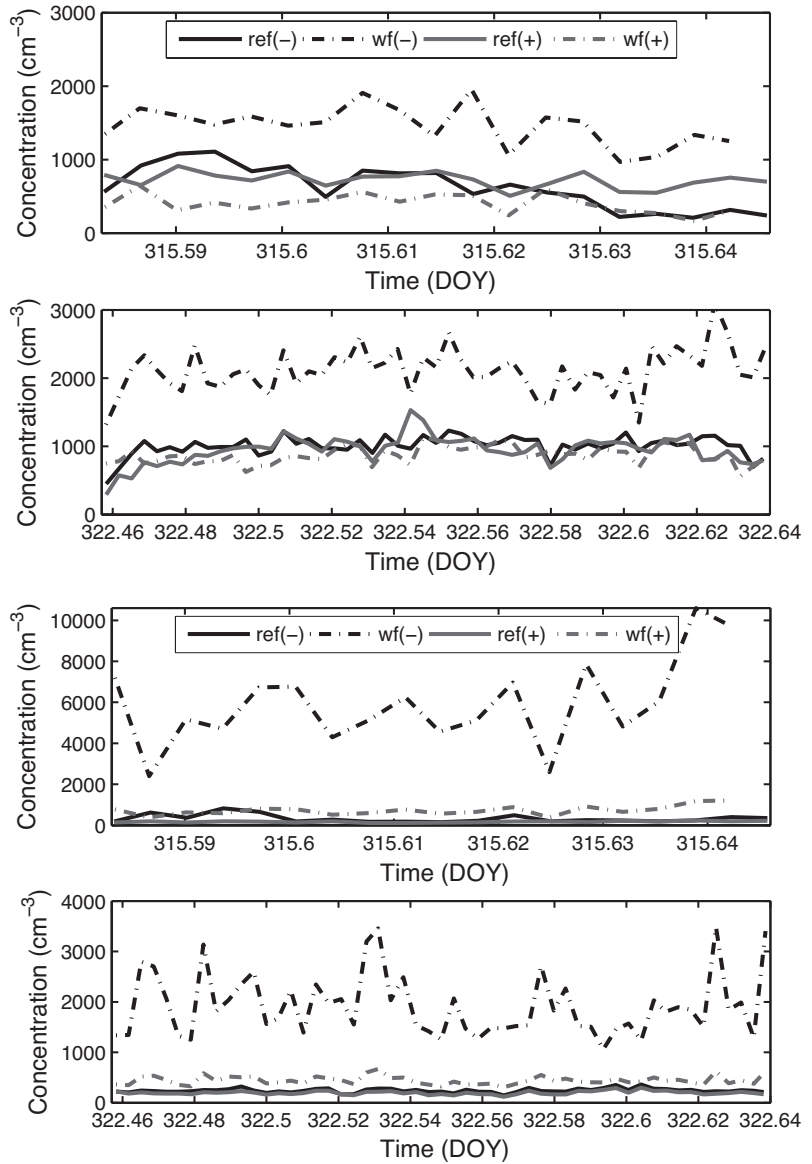 3000
ref(−) wf(−) ref(+) wf(+)
2000
1000
0
Concentration (cm−3)
315.59 315.6 315.61 315.62 315.63 315.64
Time (DOY)
3000
2000
1000
0
Concentration (cm−3)
322.46 322.48 322.5 322.52 322.54 322.56 322.58 322.6 322.62 322.64
Time (DOY)
10000
ref(−) wf(−) ref(+) wf(+)
8000
6000
4000
2000
0
Concentration (cm−3)
315.59 315.6 315.61 315.62 315.63 315.64
Time (DOY)
4000
3000
2000
1000
0
Concentration (cm−3)
322.46 322.48 322.5 322.52 322.54 322.56 322.58 322.6 322.62 322.64
Time (DOY)